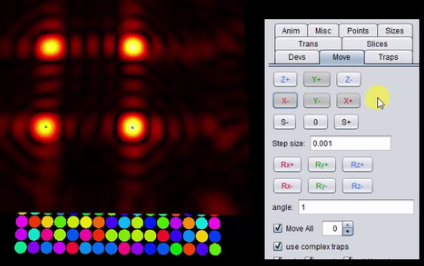 Anim Misc Points Sizes
Trans Slices
Devs Move Traps
Z+ Y+ Z-
X- Y- X+
S- 0 S+
Step size: 0.001
Rx+ Ry+ Rz+
Rx- Ry- Rz-
angle: 1
Move All 0
use complex traps